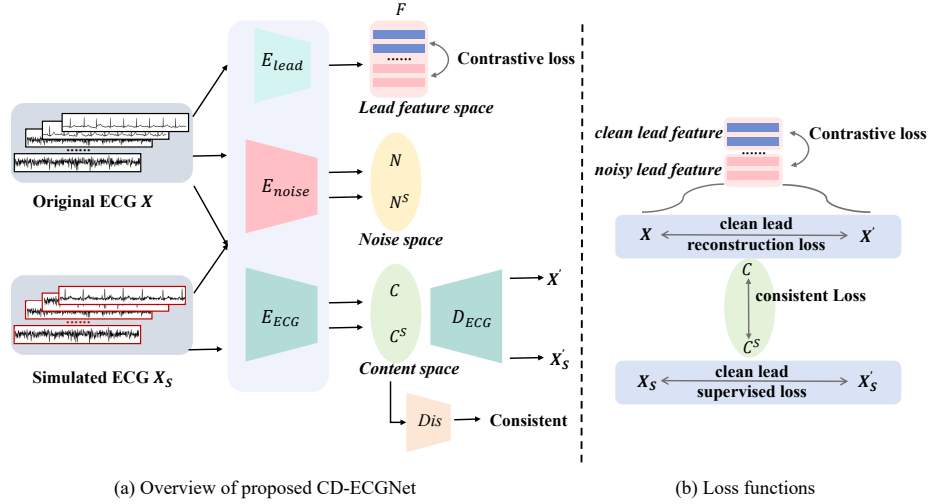 F
E_lead
Contrastive loss
......
Lead feature space
......
Original ECG X
E_noise
N
N^S
Noise space
......
Simulated ECG X_S
E_ECG
C
C^S
Content space
D_ECG
X'
X'_S
Dis
Consistent
(a) Overview of proposed CD-ECGNet
clean lead feature
......
noisy lead feature
Contrastive loss
X
clean lead
reconstruction loss
X'
C
consistent Loss
C^S
X_S
clean lead
supervised loss
X'_S
(b) Loss functions